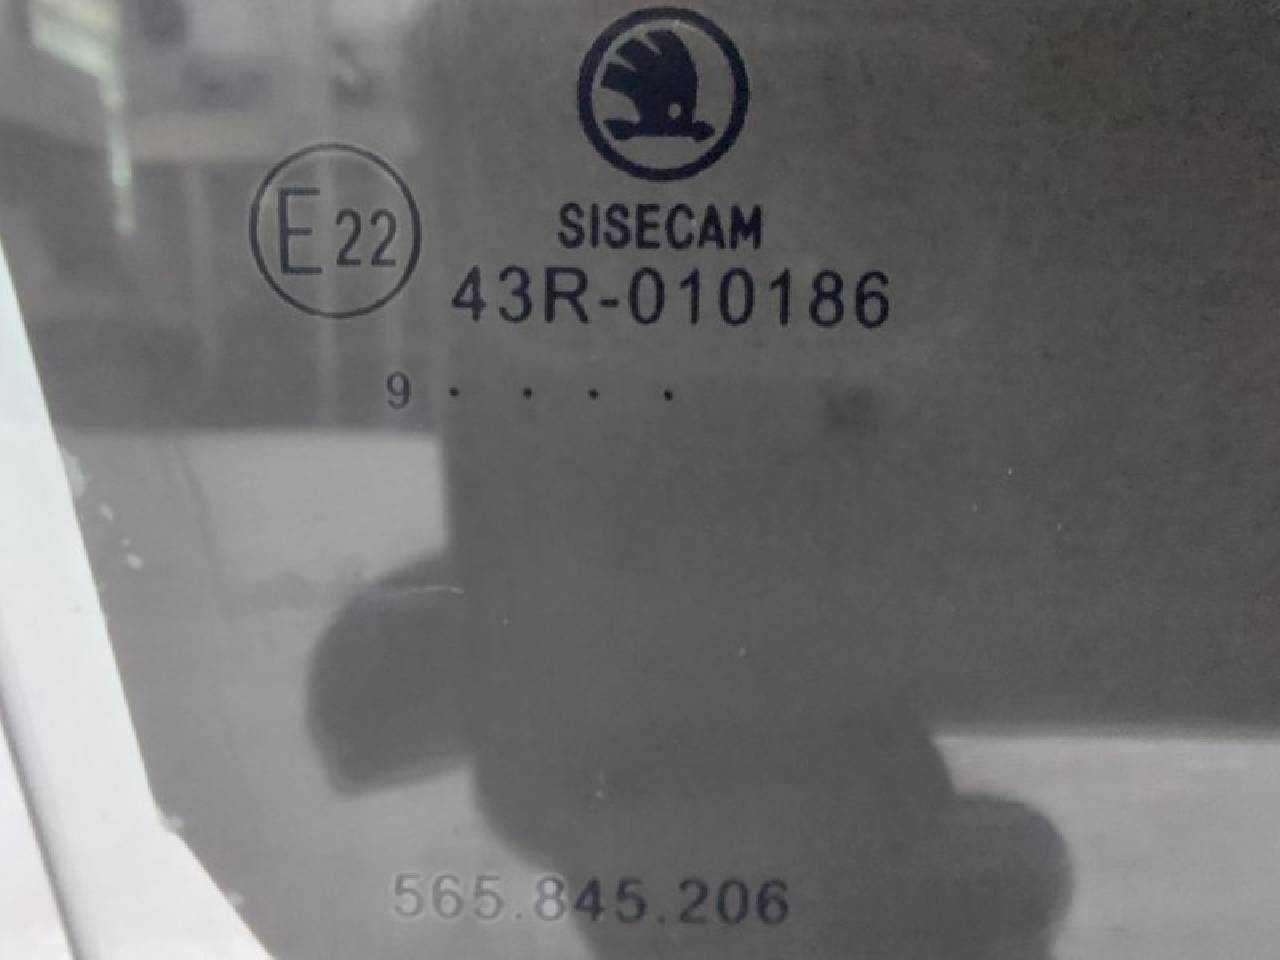 E22
SISECAM
43R-010186
9 . . . .
565.845.206